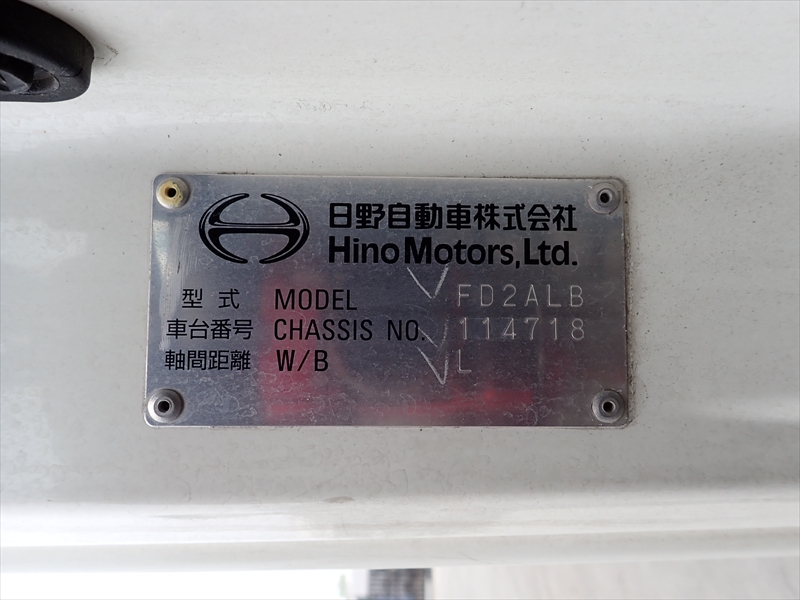 日野自動車株式会社
Hino Motors, Ltd.
型式 MODEL FD2ALB
車台番号 CHASSIS NO. 114718
軸間距離 W/B L